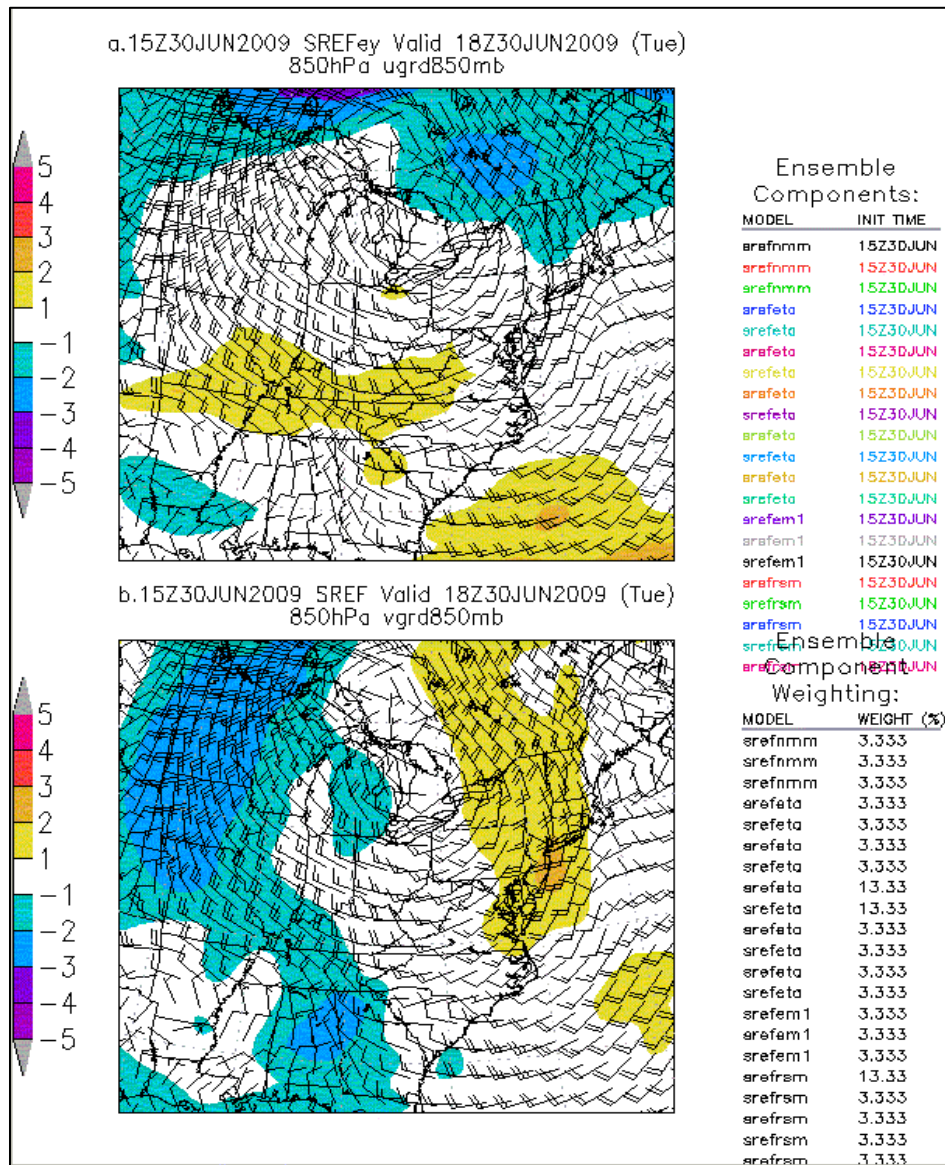 a.15Z30JUN2009 SREFey Valid 18Z30JUN2009 (Tue)
850hPa ugrd850mb
5
4
3
2
1
−1
−2
−3
−4
−5
b.15Z30JUN2009 SREF Valid 18Z30JUN2009 (Tue)
850hPa vgrd850mb
5
4
3
2
1
−1
−2
−3
−4
−5
Ensemble
Components:
MODEL INIT TIME
srefnmm 15Z30JUN
srefnmm 15Z30JUN
srefnmm 15Z30JUN
srefeta 15Z30JUN
srefeta 15Z30JUN
srefeta 15Z30JUN
srefeta 15Z30JUN
srefeta 15Z30JUN
srefeta 15Z30JUN
srefeta 15Z30JUN
srefeta 15Z30JUN
srefeta 15Z30JUN
srefeta 15Z30JUN
srefem1 15Z30JUN
srefem1 15Z30JUN
srefem1 15Z30JUN
srefrsm 15Z30JUN
srefrsm 15Z30JUN
srefrsm 15Z30JUN
srefrsm 15Z30JUN
srefrsm 15Z30JUN
Ensemble
Component
Weighting:
MODEL WEIGHT (%)
srefnmm 3.333
srefnmm 3.333
srefnmm 3.333
srefeta 3.333
srefeta 3.333
srefeta 3.333
srefeta 3.333
srefeta 13.33
srefeta 13.33
srefeta 3.333
srefeta 3.333
srefeta 3.333
srefeta 3.333
srefem1 3.333
srefem1 3.333
srefem1 3.333
srefrsm 13.33
srefrsm 3.333
srefrsm 3.333
srefrsm 3.333
srefrsm 3.333